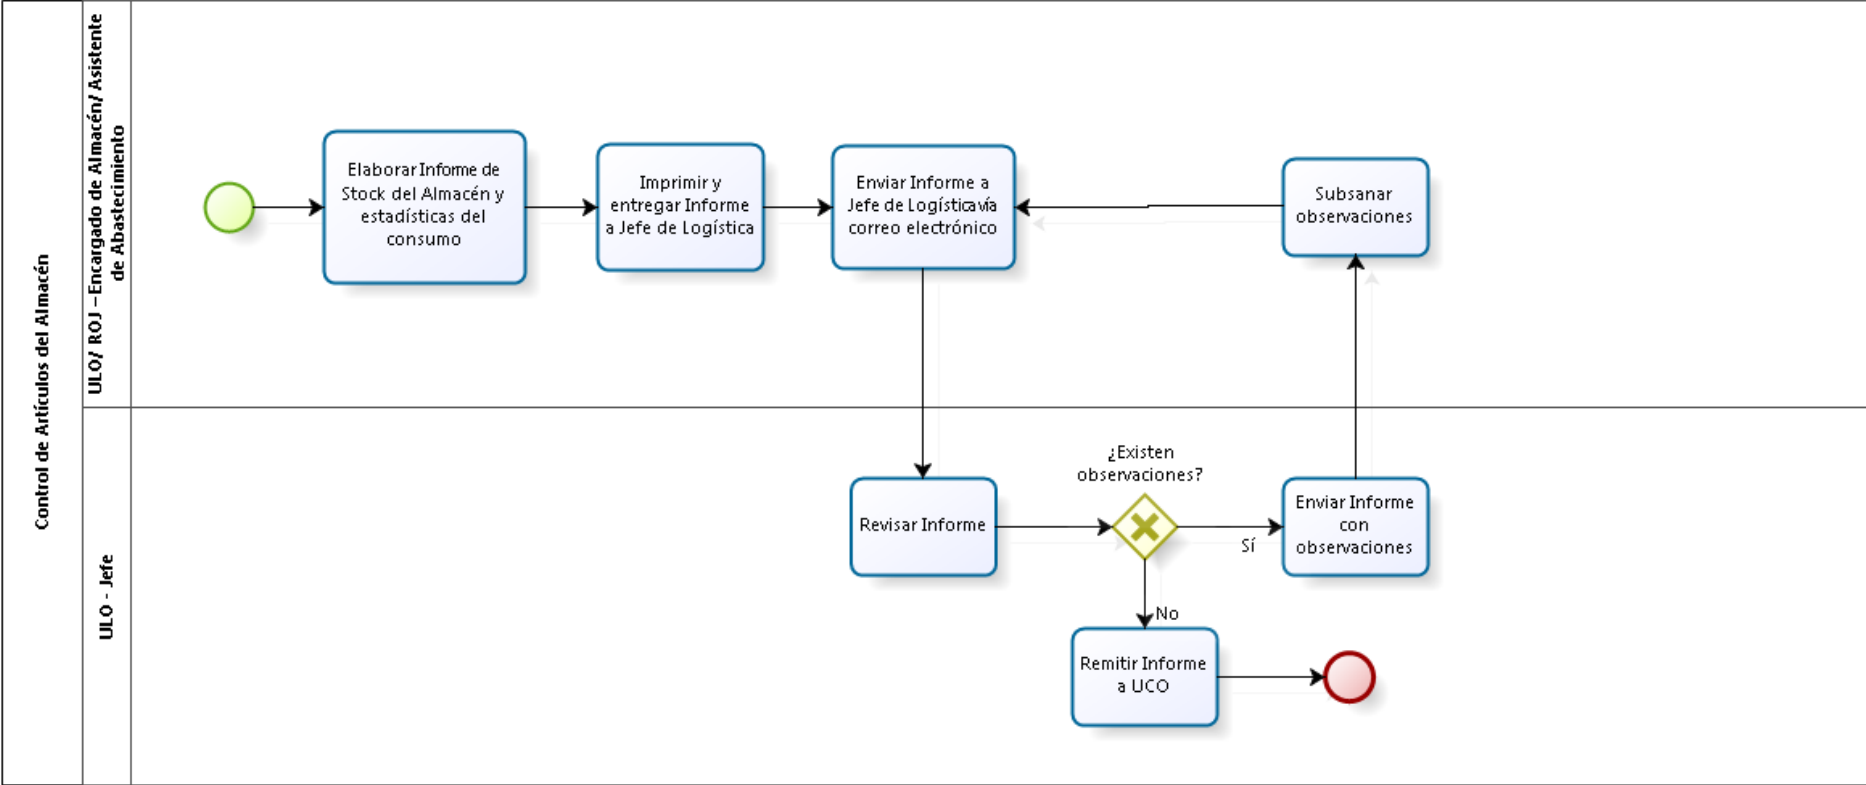 Control de Artículos del Almacén
ULO/ ROJ –Encargado de Almacén/ Asistente
de Abastecimiento
Elaborar Informe de
Stock del Almacén y
estadísticas del
consumo
Imprimir y
entregar Informe
a Jefe de Logística
Enviar Informe a
Jefe de Logísticavía
correo electrónico
Subsanar
observaciones
ULO - Jefe
Revisar Informe
¿Existen
observaciones?
Sí
Enviar Informe
con
observaciones
No
Remitir Informe
a UCO